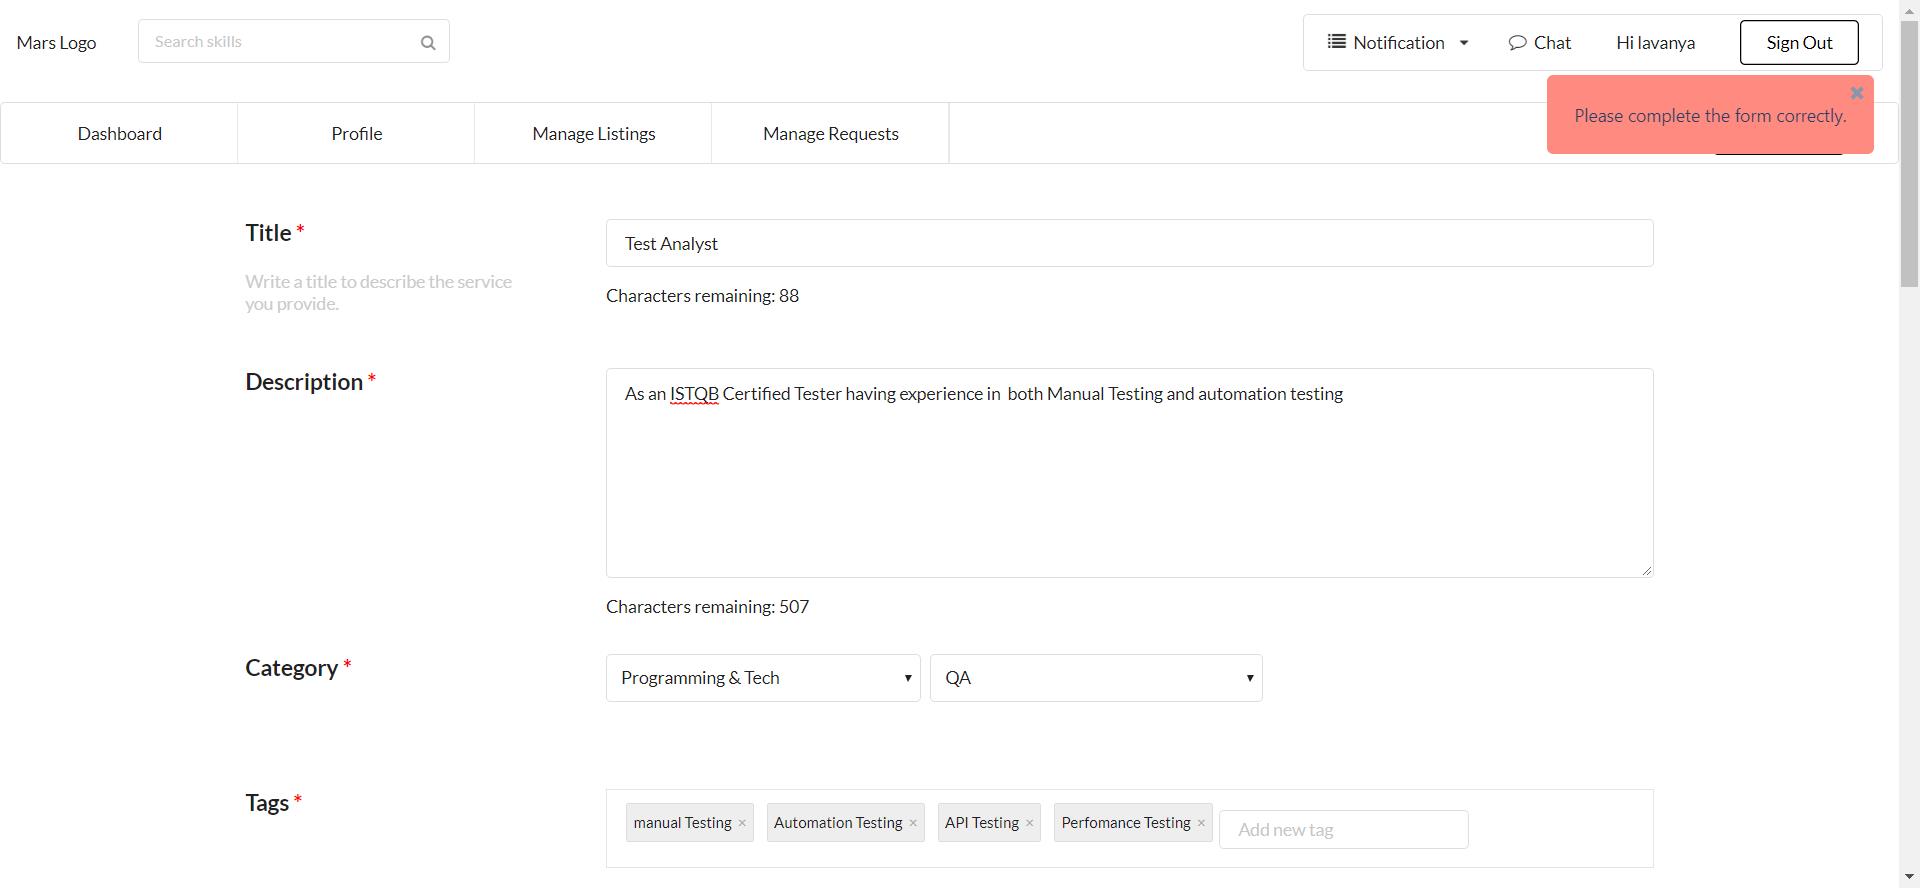 Mars Logo
Search skills
Notification
Chat
Hi lavanya
Sign Out
Please complete the form correctly.
Dashboard
Profile
Manage Listings
Manage Requests
Title *
Write a title to describe the service
you provide.
Test Analyst
Characters remaining: 88
Description *
As an ISTQB Certified Tester having experience in  both Manual Testing and automation testing
Characters remaining: 507
Category *
Programming & Tech
QA
Tags *
manual Testing ×
Automation Testing ×
API Testing ×
Perfomance Testing ×
Add new tag